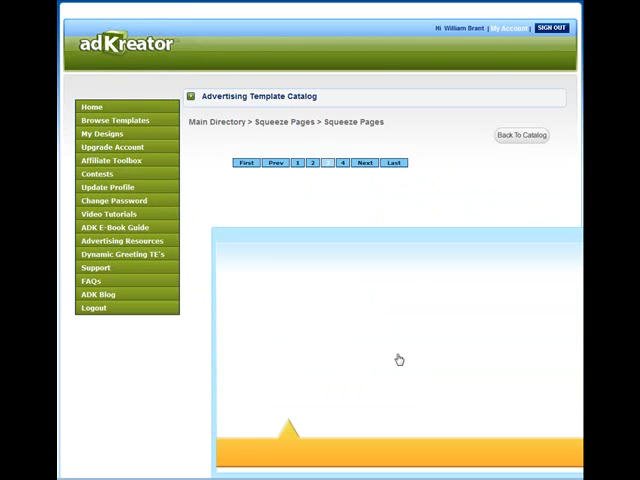 Hi William Brant | My Account | SIGN OUT
adKreator
Advertising Template Catalog
Main Directory > Squeeze Pages > Squeeze Pages
Back To Catalog
First Prev 1 2 3 4 Next Last
Home
Browse Templates
My Designs
Upgrade Account
Affiliate Toolbox
Contests
Update Profile
Change Password
Video Tutorials
ADK E-Book Guide
Advertising Resources
Dynamic Greeting TE's
Support
FAQs
ADK Blog
Logout